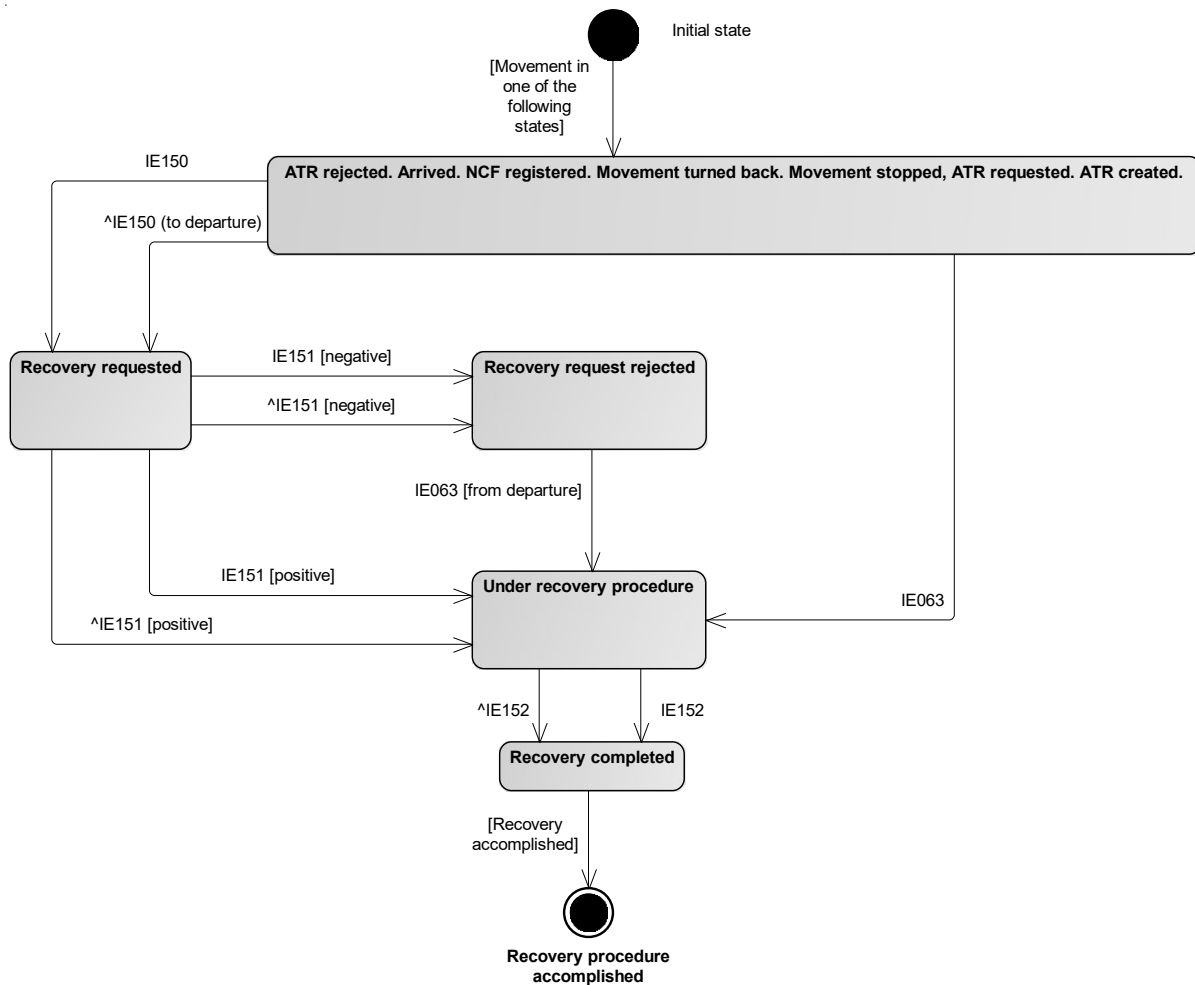 Initial state
[Movement in
one of the
following
states]
IE150
ATR rejected. Arrived. NCF registered. Movement turned back. Movement stopped, ATR requested. ATR created.
^IE150 (to departure)
Recovery requested
IE151 [negative]
Recovery request rejected
^IE151 [negative]
IE063 [from departure]
IE151 [positive]
Under recovery procedure
IE063
^IE151 [positive]
^IE152
IE152
Recovery completed
[Recovery
accomplished]
Recovery procedure
accomplished